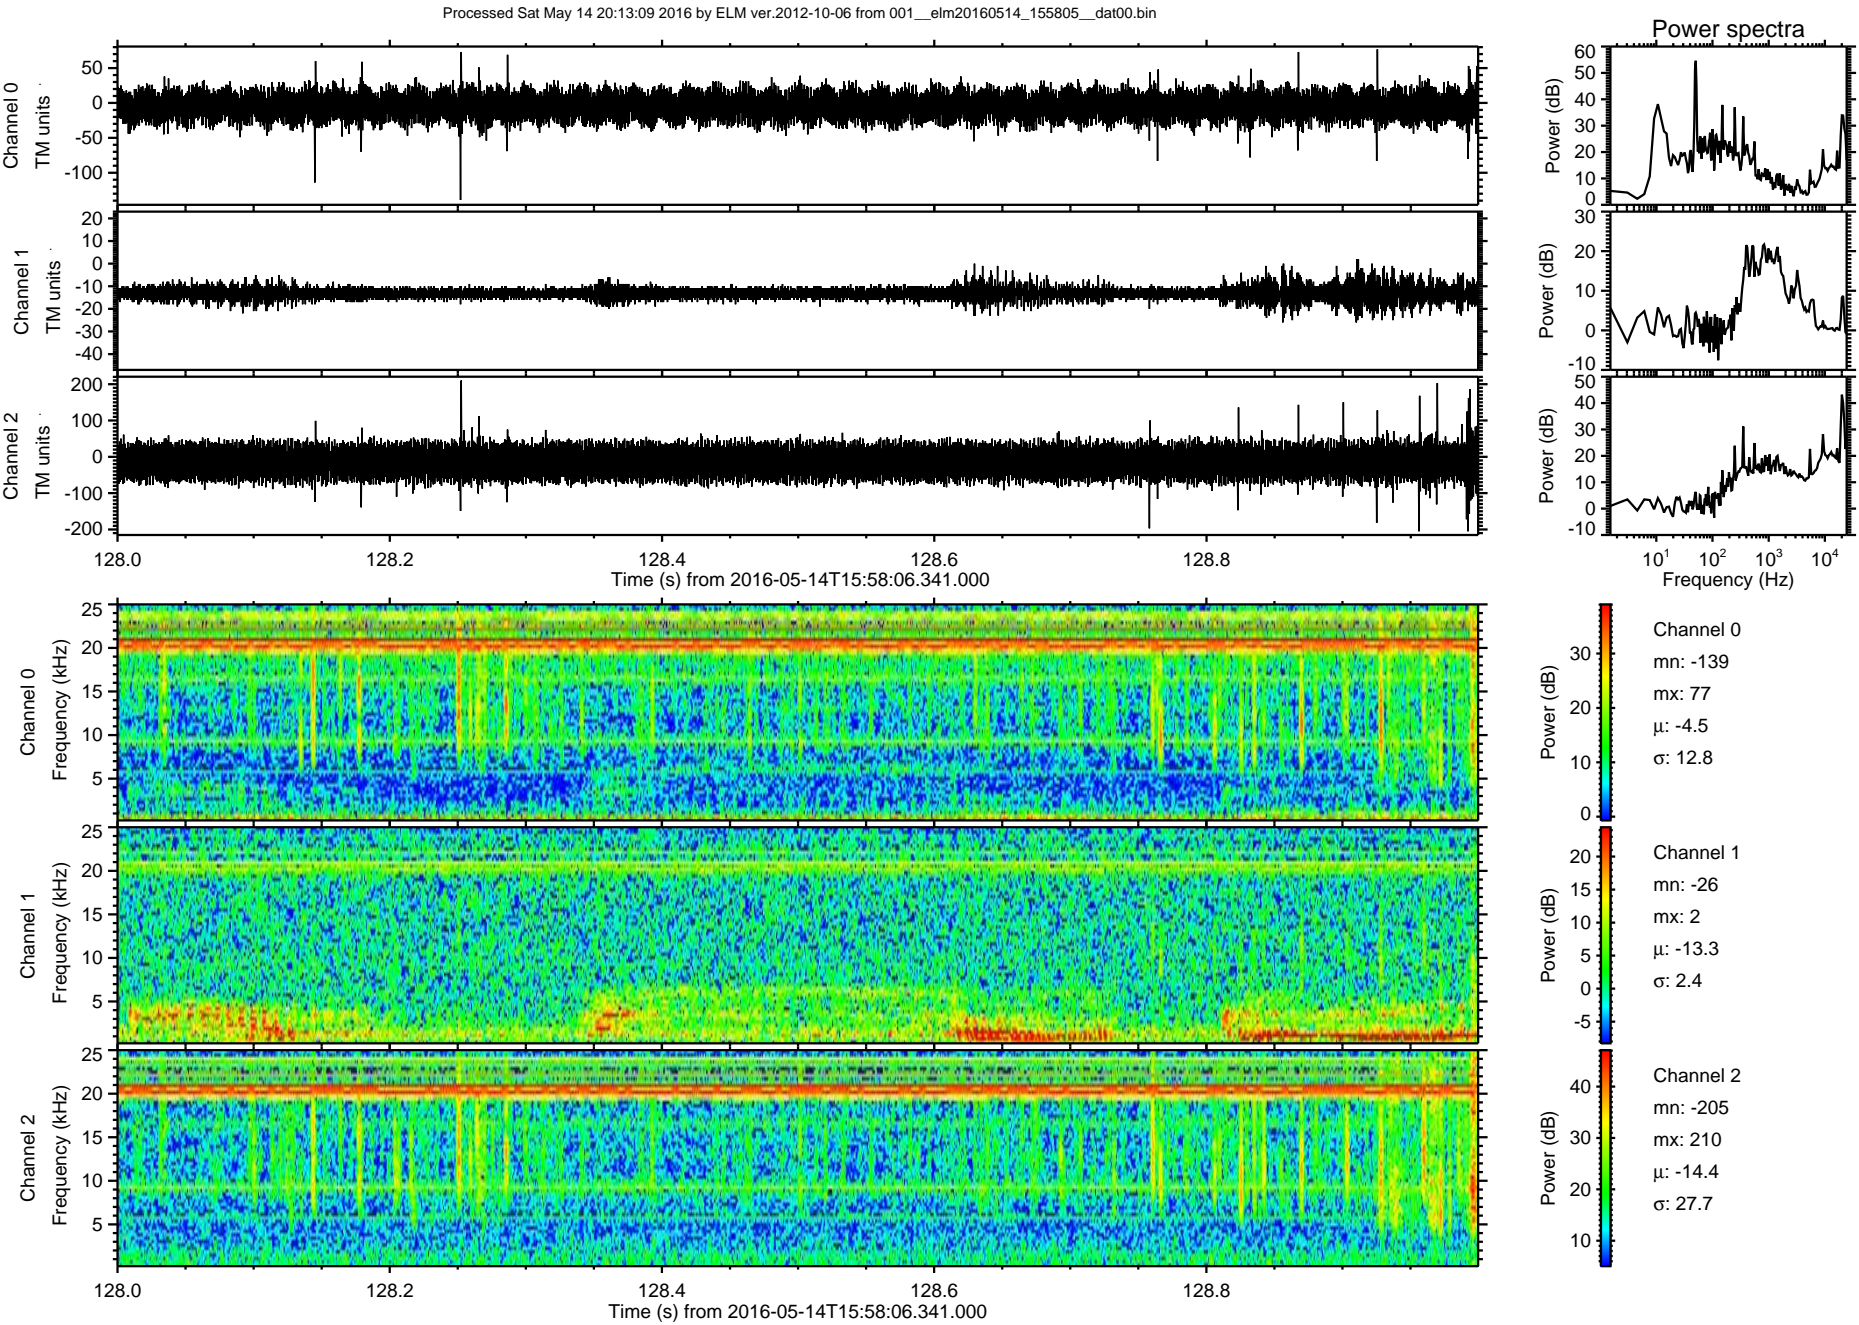 Processed Sat May 14 20:13:09 2016 by ELM ver.2012-10-06 from 001__elm20160514_155805__dat00.bin
Power spectra
Channel 0
TM units
50
0
-50
-100
Power (dB)
60
50
40
30
20
10
0
Channel 1
TM units
20
10
0
-10
-20
-30
-40
Power (dB)
30
20
10
0
-10
Channel 2
TM units
200
100
0
-100
-200
Power (dB)
50
40
30
20
10
0
-10
128.0 128.2 128.4 128.6 128.8
Time (s) from 2016-05-14T15:58:06.341.000
10^1 10^2 10^3 10^4
Frequency (Hz)
Channel 0
Frequency (kHz)
25
20
15
10
5
Power (dB)
30
20
10
0
Channel 0
mn: -139
mx: 77
μ: -4.5
σ: 12.8
Channel 1
Frequency (kHz)
25
20
15
10
5
Power (dB)
20
15
10
5
0
-5
Channel 1
mn: -26
mx: 2
μ: -13.3
σ: 2.4
Channel 2
Frequency (kHz)
25
20
15
10
5
Power (dB)
40
30
20
10
Channel 2
mn: -205
mx: 210
μ: -14.4
σ: 27.7
128.0 128.2 128.4 128.6 128.8
Time (s) from 2016-05-14T15:58:06.341.000